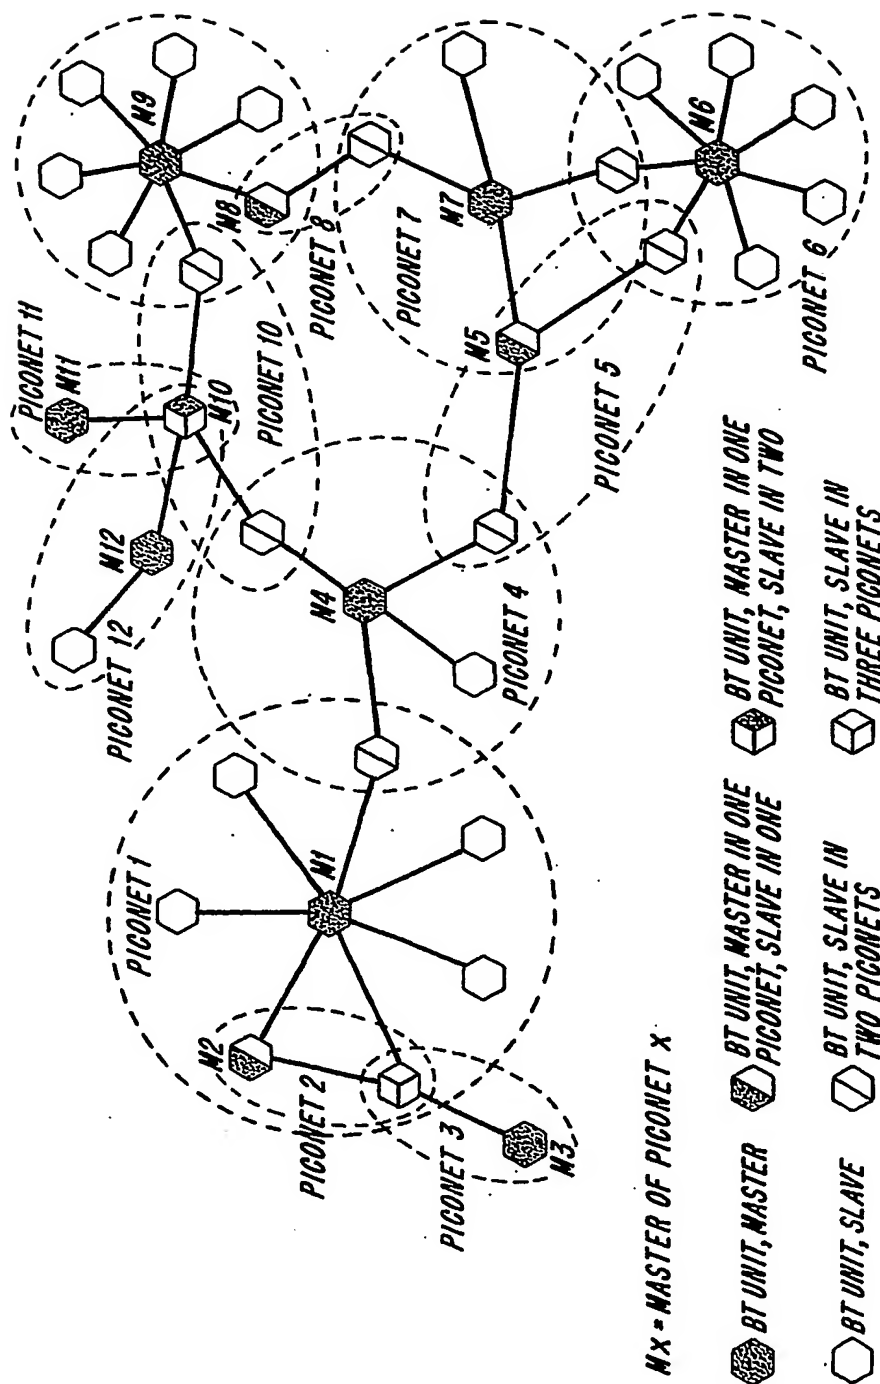 PICONET 11
M11
PICONET 12
M12
PICONET 1
M9
M2
M10
M8
PICONET 10
PICONET 2
M1
M4
PICONET 8
PICONET 7
PICONET 3
M7
M5
PICONET 4
M3
PICONET 5
M6
PICONET 6
MX = MASTER OF PICONET X
BT UNIT, MASTER
BT UNIT, MASTER IN ONE
PICONET, SLAVE IN ONE
BT UNIT, MASTER IN ONE
PICONET, SLAVE IN TWO
BT UNIT, SLAVE
BT UNIT, SLAVE IN
TWO PICONETS
BT UNIT, SLAVE IN
THREE PICONETS